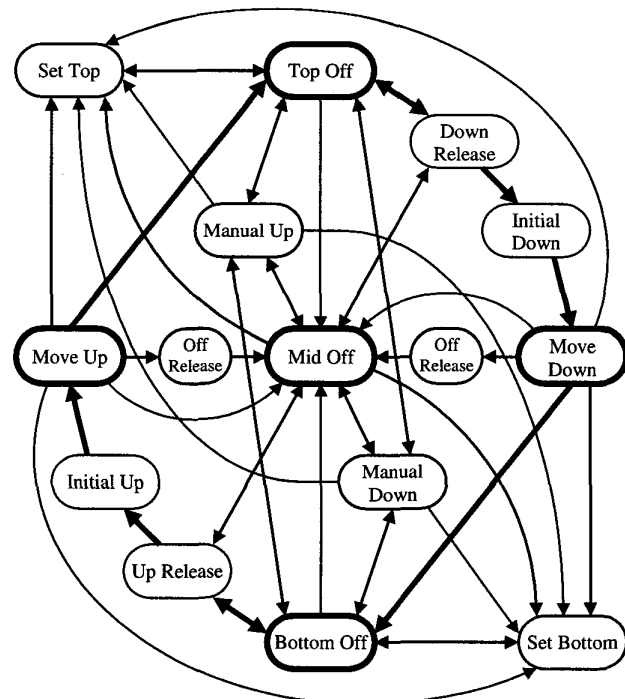 Set Top
Top Off
Down
Release
Manual Up
Initial
Down
Move Up
Off
Release
Mid Off
Off
Release
Move
Down
Initial Up
Manual
Down
Up Release
Bottom Off
Set Bottom